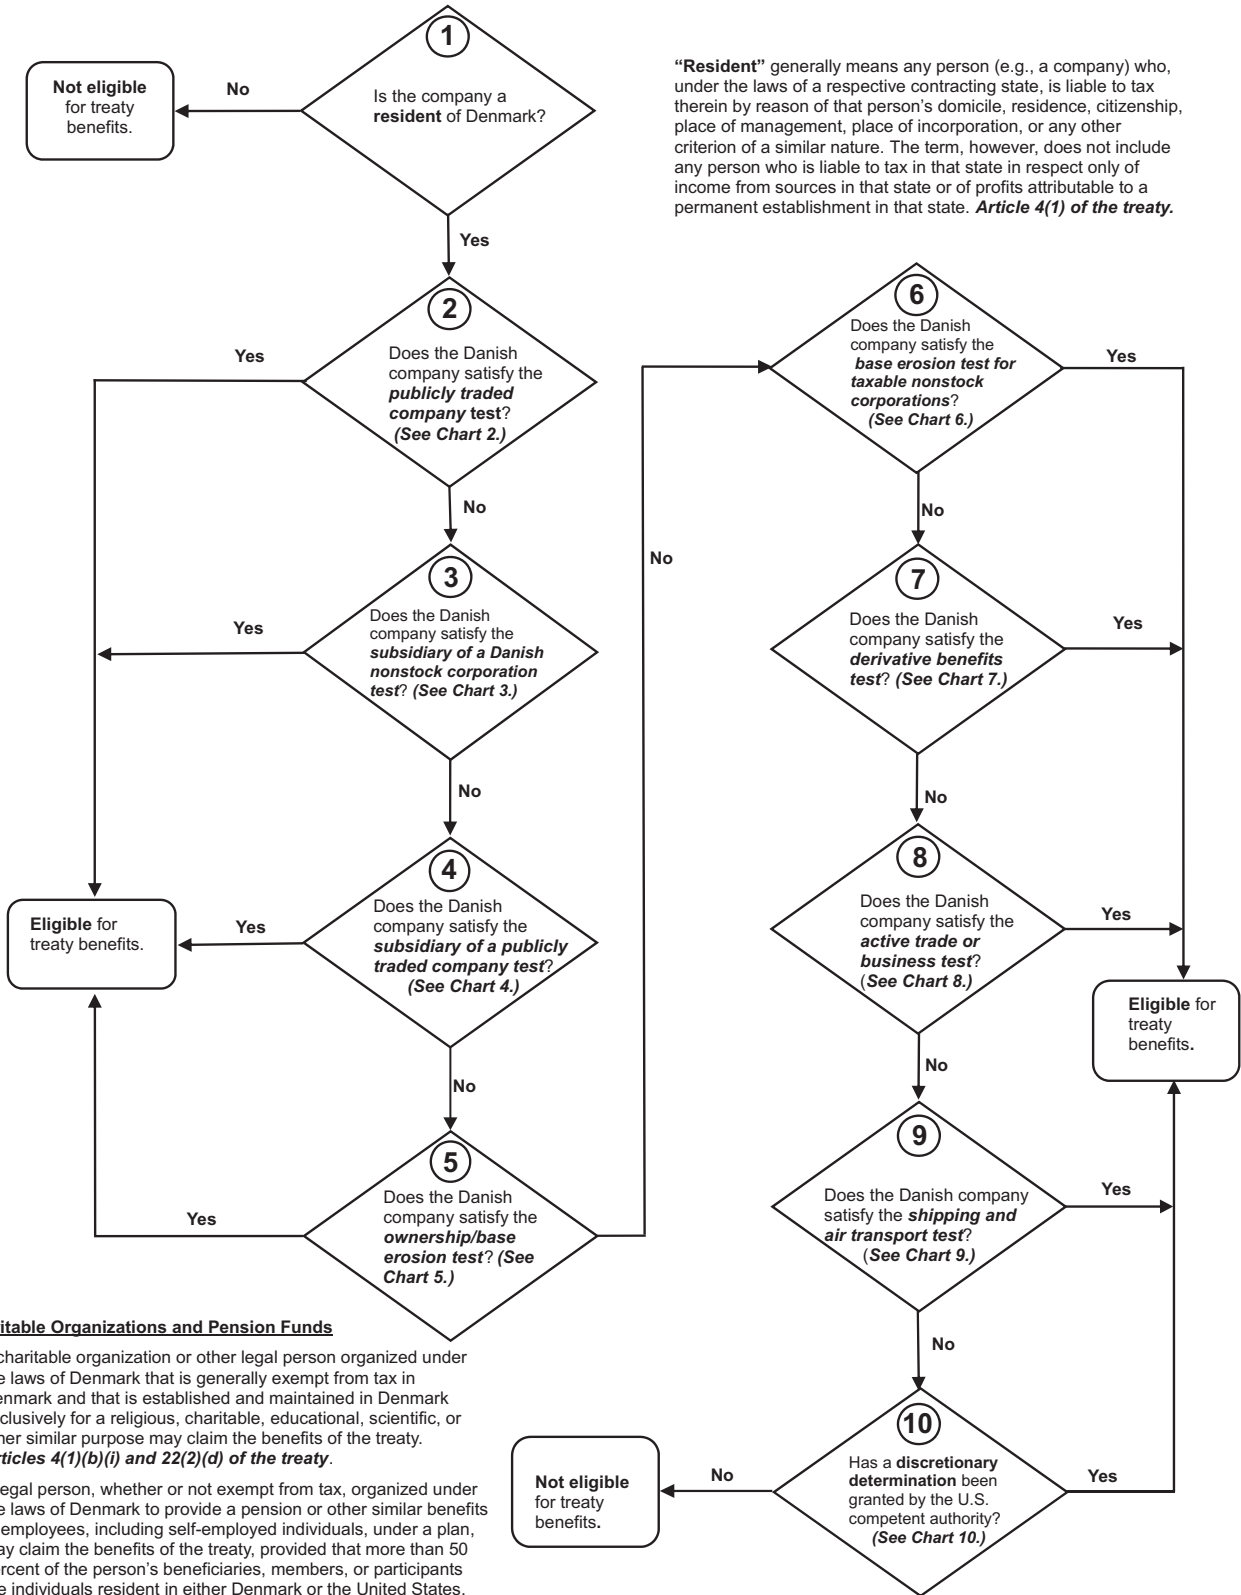 1
Is the company a
resident of Denmark?
No
Not eligible
for treaty
benefits.
Yes
“Resident” generally means any person (e.g., a company) who,
under the laws of a respective contracting state, is liable to tax
therein by reason of that person’s domicile, residence, citizenship,
place of management, place of incorporation, or any other
criterion of a similar nature. The term, however, does not include
any person who is liable to tax in that state in respect only of
income from sources in that state or of profits attributable to a
permanent establishment in that state. Article 4(1) of the treaty.
2
Does the Danish
company satisfy the
publicly traded
company test?
(See Chart 2.)
Yes
No
3
Does the Danish
company satisfy the
subsidiary of a Danish
nonstock corporation
test? (See Chart 3.)
Yes
No
4
Does the Danish
company satisfy the
subsidiary of a publicly
traded company test?
(See Chart 4.)
Yes
Eligible for
treaty benefits.
No
5
Does the Danish
company satisfy the
ownership/base
erosion test? (See
Chart 5.)
Yes
No
6
Does the Danish
company satisfy the
base erosion test for
taxable nonstock
corporations?
(See Chart 6.)
Yes
No
7
Does the Danish
company satisfy the
derivative benefits
test? (See Chart 7.)
Yes
No
8
Does the Danish
company satisfy the
active trade or
business test?
(See Chart 8.)
Yes
Eligible for
treaty
benefits.
No
9
Does the Danish company
satisfy the shipping and
air transport test?
(See Chart 9.)
Yes
No
10
Has a discretionary
determination been
granted by the U.S.
competent authority?
(See Chart 10.)
Yes
No
Not eligible
for treaty
benefits.
itable Organizations and Pension Funds
charitable organization or other legal person organized under
e laws of Denmark that is generally exempt from tax in
enmark and that is established and maintained in Denmark
clusively for a religious, charitable, educational, scientific, or
her similar purpose may claim the benefits of the treaty.
rticles 4(1)(b)(i) and 22(2)(d) of the treaty.
legal person, whether or not exempt from tax, organized under
e laws of Denmark to provide a pension or other similar benefits
employees, including self-employed individuals, under a plan,
ay claim the benefits of the treaty, provided that more than 50
ercent of the person’s beneficiaries, members, or participants
e individuals resident in either Denmark or the United States.